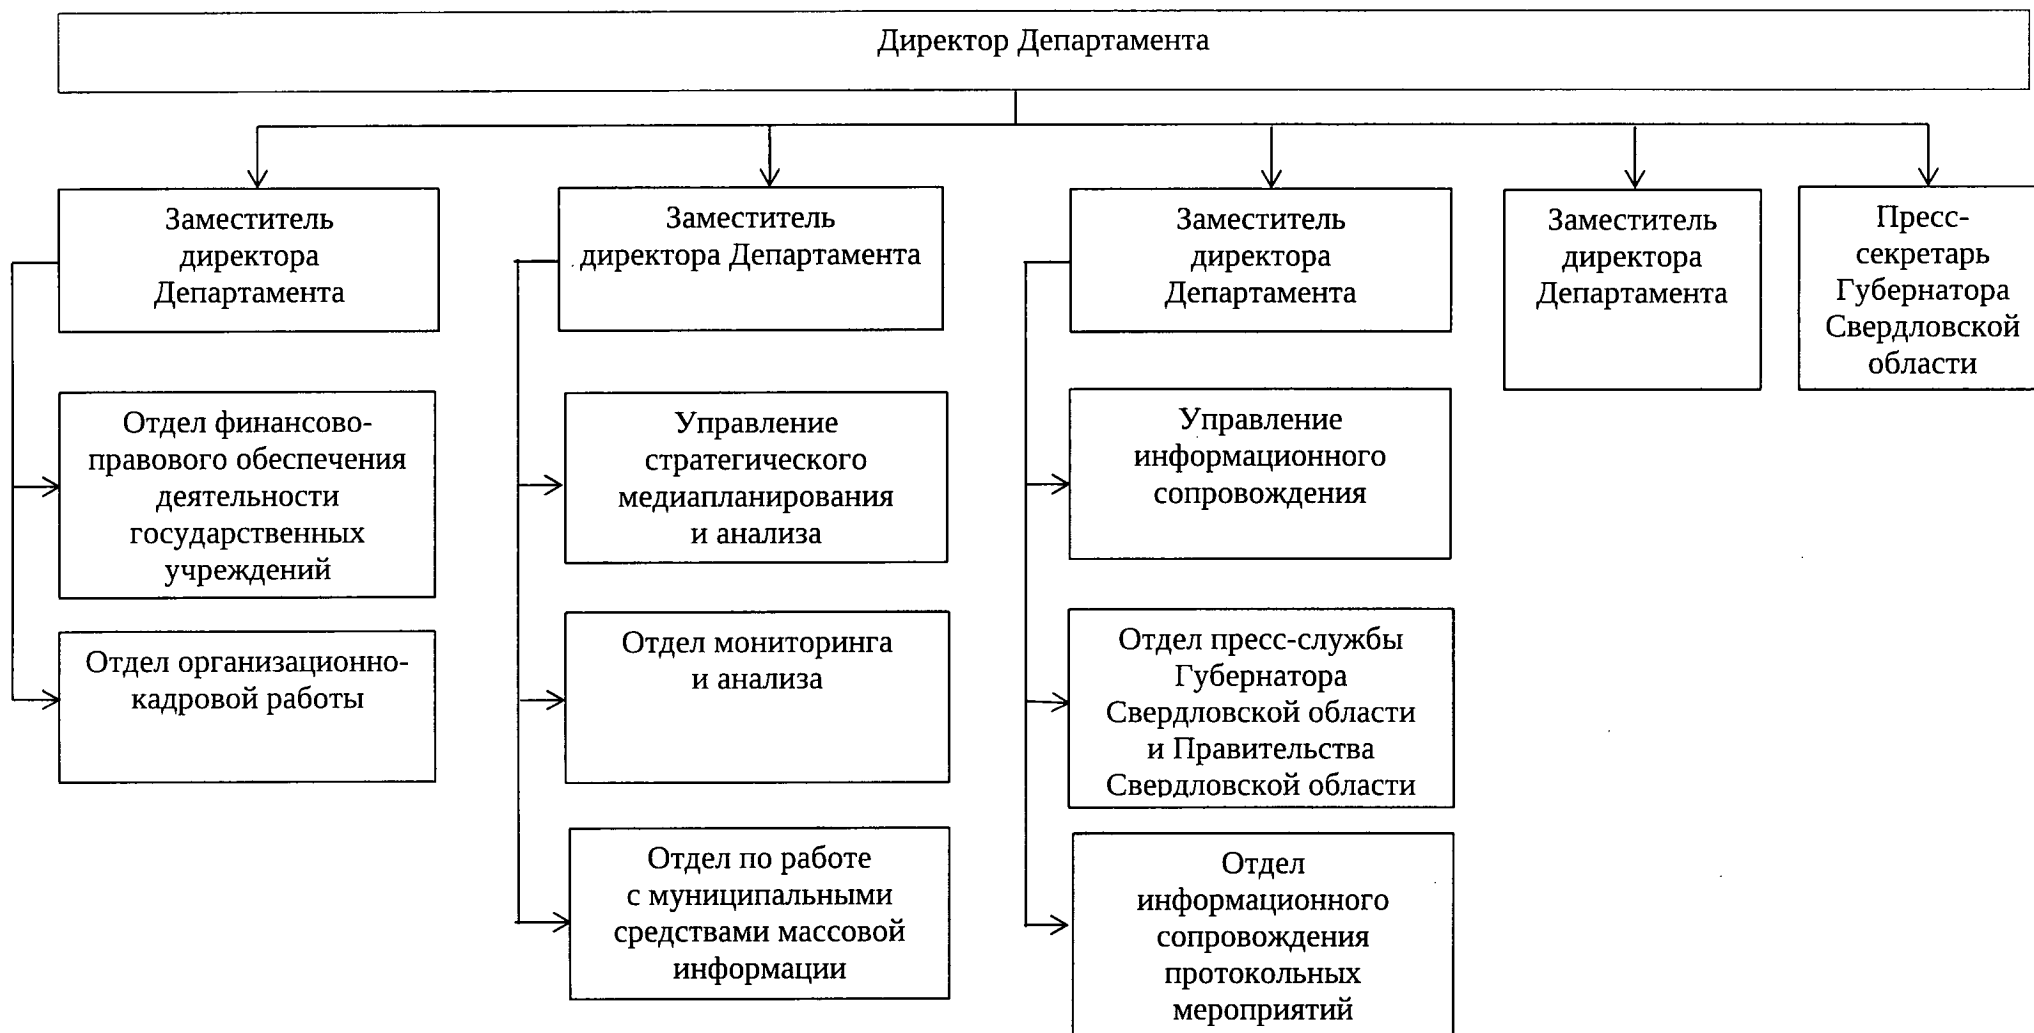 Директор Департамента
Заместитель
директора
Департамента
Заместитель
директора Департамента
Заместитель
директора
Департамента
Заместитель
директора
Департамента
Пресс-
секретарь
Губернатора
Свердловской
области
Отдел финансово-
правового обеспечения
деятельности
государственных
учреждений
Управление
стратегического
медиапланирования
и анализа
Управление
информационного
сопровождения
Отдел организационно-
кадровой работы
Отдел мониторинга
и анализа
Отдел пресс-службы
Губернатора
Свердловской области
и Правительства
Свердловской области
Отдел по работе
с муниципальными
средствами массовой
информации
Отдел
информационного
сопровождения
протокольных
мероприятий